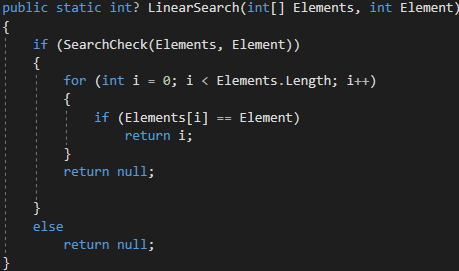 public static int? LinearSearch(int[] Elements, int Element)
{
    if (SearchCheck(Elements, Element))
    {
        for (int i = 0; i < Elements.Length; i++)
        {
            if (Elements[i] == Element)
                return i;
        }
        return null;
    }
    else
        return null;
}